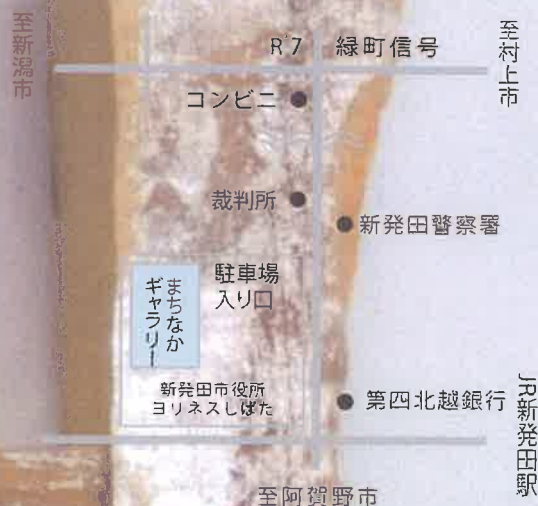 至新潟市
R7 緑町信号
至村上市
コンビニ
裁判所
新発田警察署
駐車場
入り口
まちなか
ギャラリー
新発田市役所
ヨリネスしばた
第四北越銀行
JR新発田駅
至阿賀野市